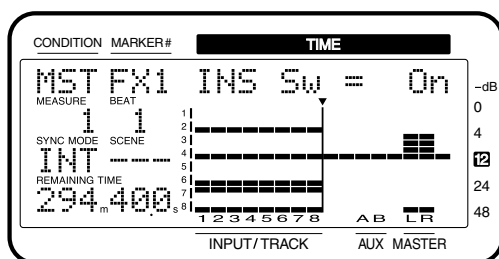 CONDITION MARKER# TIME
MST FX1 INS Sw = On
MEASURE BEAT
1 1
SYNC MODE SCENE
INT ---
REMAINING TIME
294m40.0s
1
2
3
4
5
6
7
8
1 2 3 4 5 6 7 8 A B L R
INPUT/TRACK AUX MASTER
-dB
0
4
12
24
48